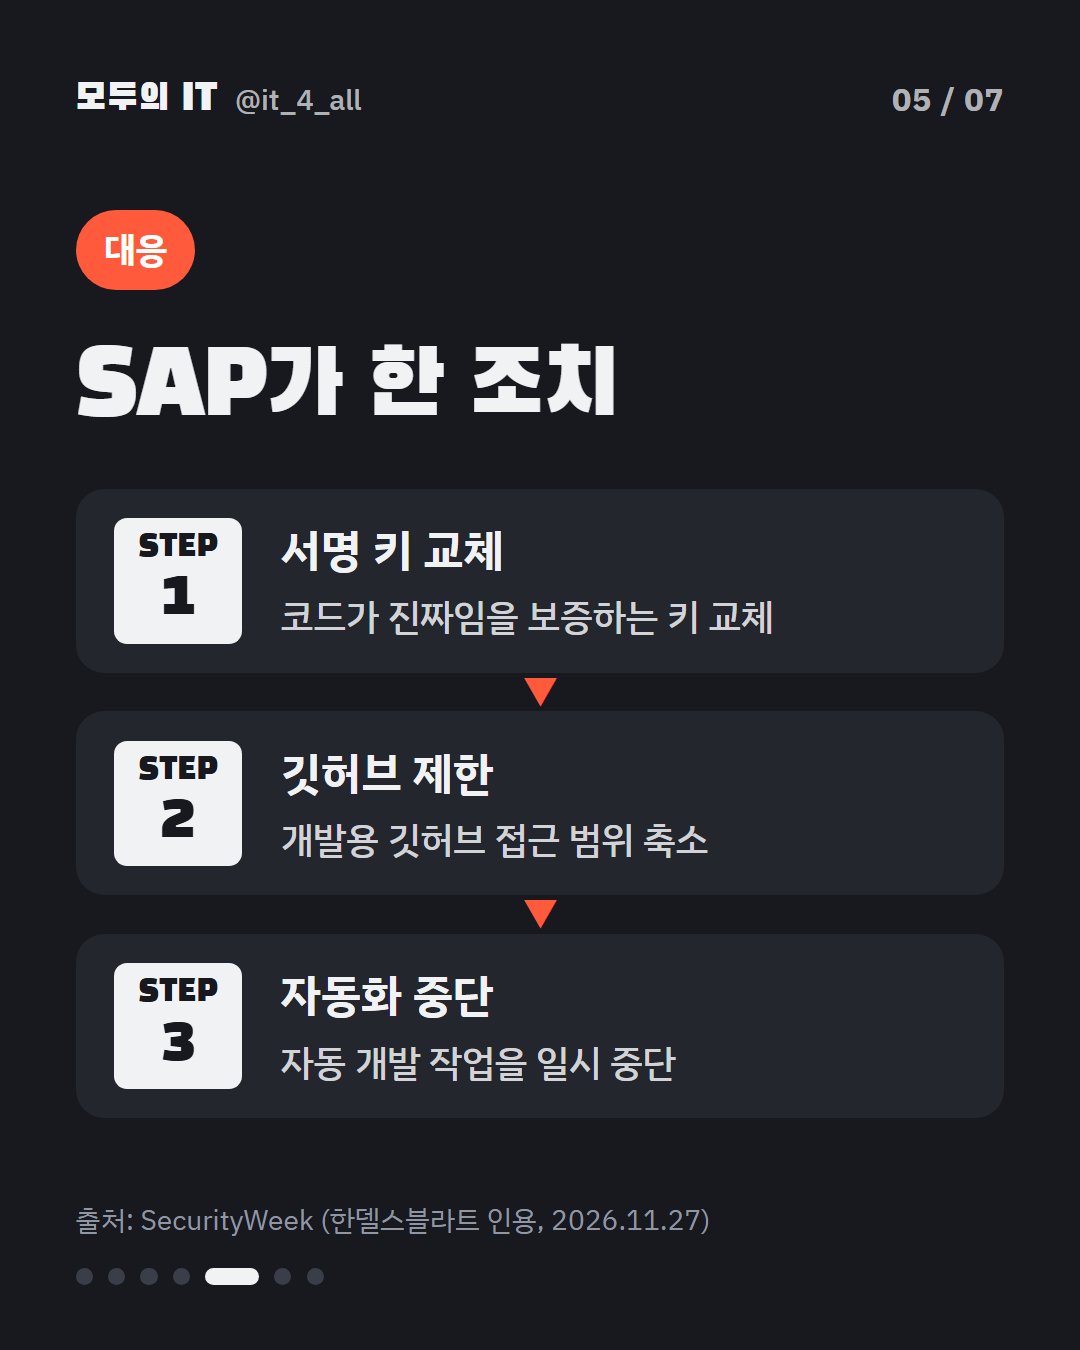 모두의 IT @it_4_all
05 / 07
대응
SAP가 한 조치
STEP
1
서명 키 교체
코드가 진짜임을 보증하는 키 교체
STEP
2
깃허브 제한
개발용 깃허브 접근 범위 축소
STEP
3
자동화 중단
자동 개발 작업을 일시 중단
출처: SecurityWeek (한델스블라트 인용, 2026.11.27)